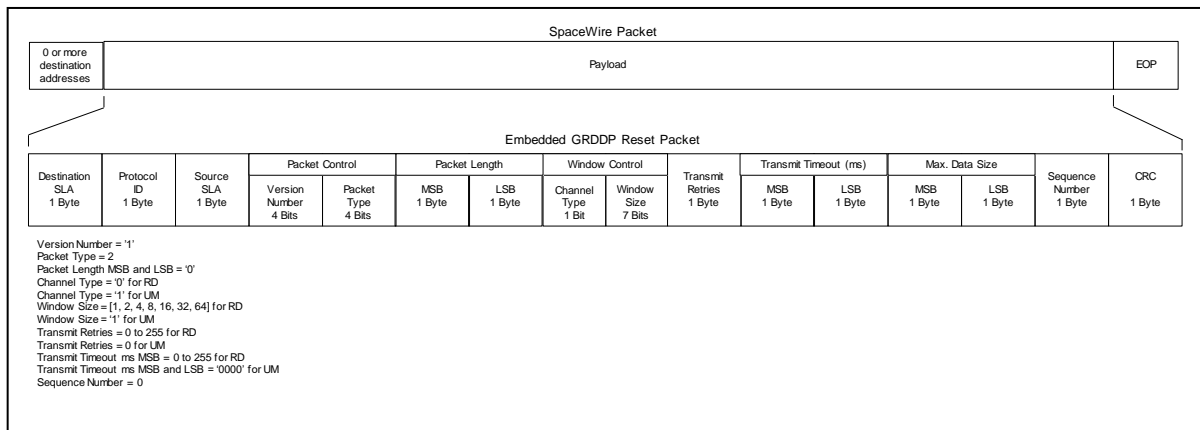 SpaceWire Packet
0 or more
destination
addresses
Payload
EOP
Embedded GRDDP Reset Packet
Destination
SLA
1 Byte
Protocol
ID
1 Byte
Source
SLA
1 Byte
Packet Control
Version
Number
4 Bits
Packet
Type
4 Bits
Packet Length
MSB
1 Byte
LSB
1 Byte
Window Control
Channel
Type
1 Bit
Window
Size
7 Bits
Transmit
Retries
1 Byte
Transmit Timeout (ms)
MSB
1 Byte
LSB
1 Byte
Max. Data Size
MSB
1 Byte
LSB
1 Byte
Sequence
Number
1 Byte
CRC
1 Byte
Version Number = '1'
Packet Type = 2
Packet Length MSB and LSB = '0'
Channel Type = '0' for RD
Channel Type = '1' for UM
Window Size = [1, 2, 4, 8, 16, 32, 64] for RD
Window Size = '1' for UM
Transmit Retries = 0 to 255 for RD
Transmit Retries = 0 for UM
Transmit Timeout ms MSB = 0 to 255 for RD
Transmit Timeout ms MSB and LSB = '0000' for UM
Sequence Number = 0